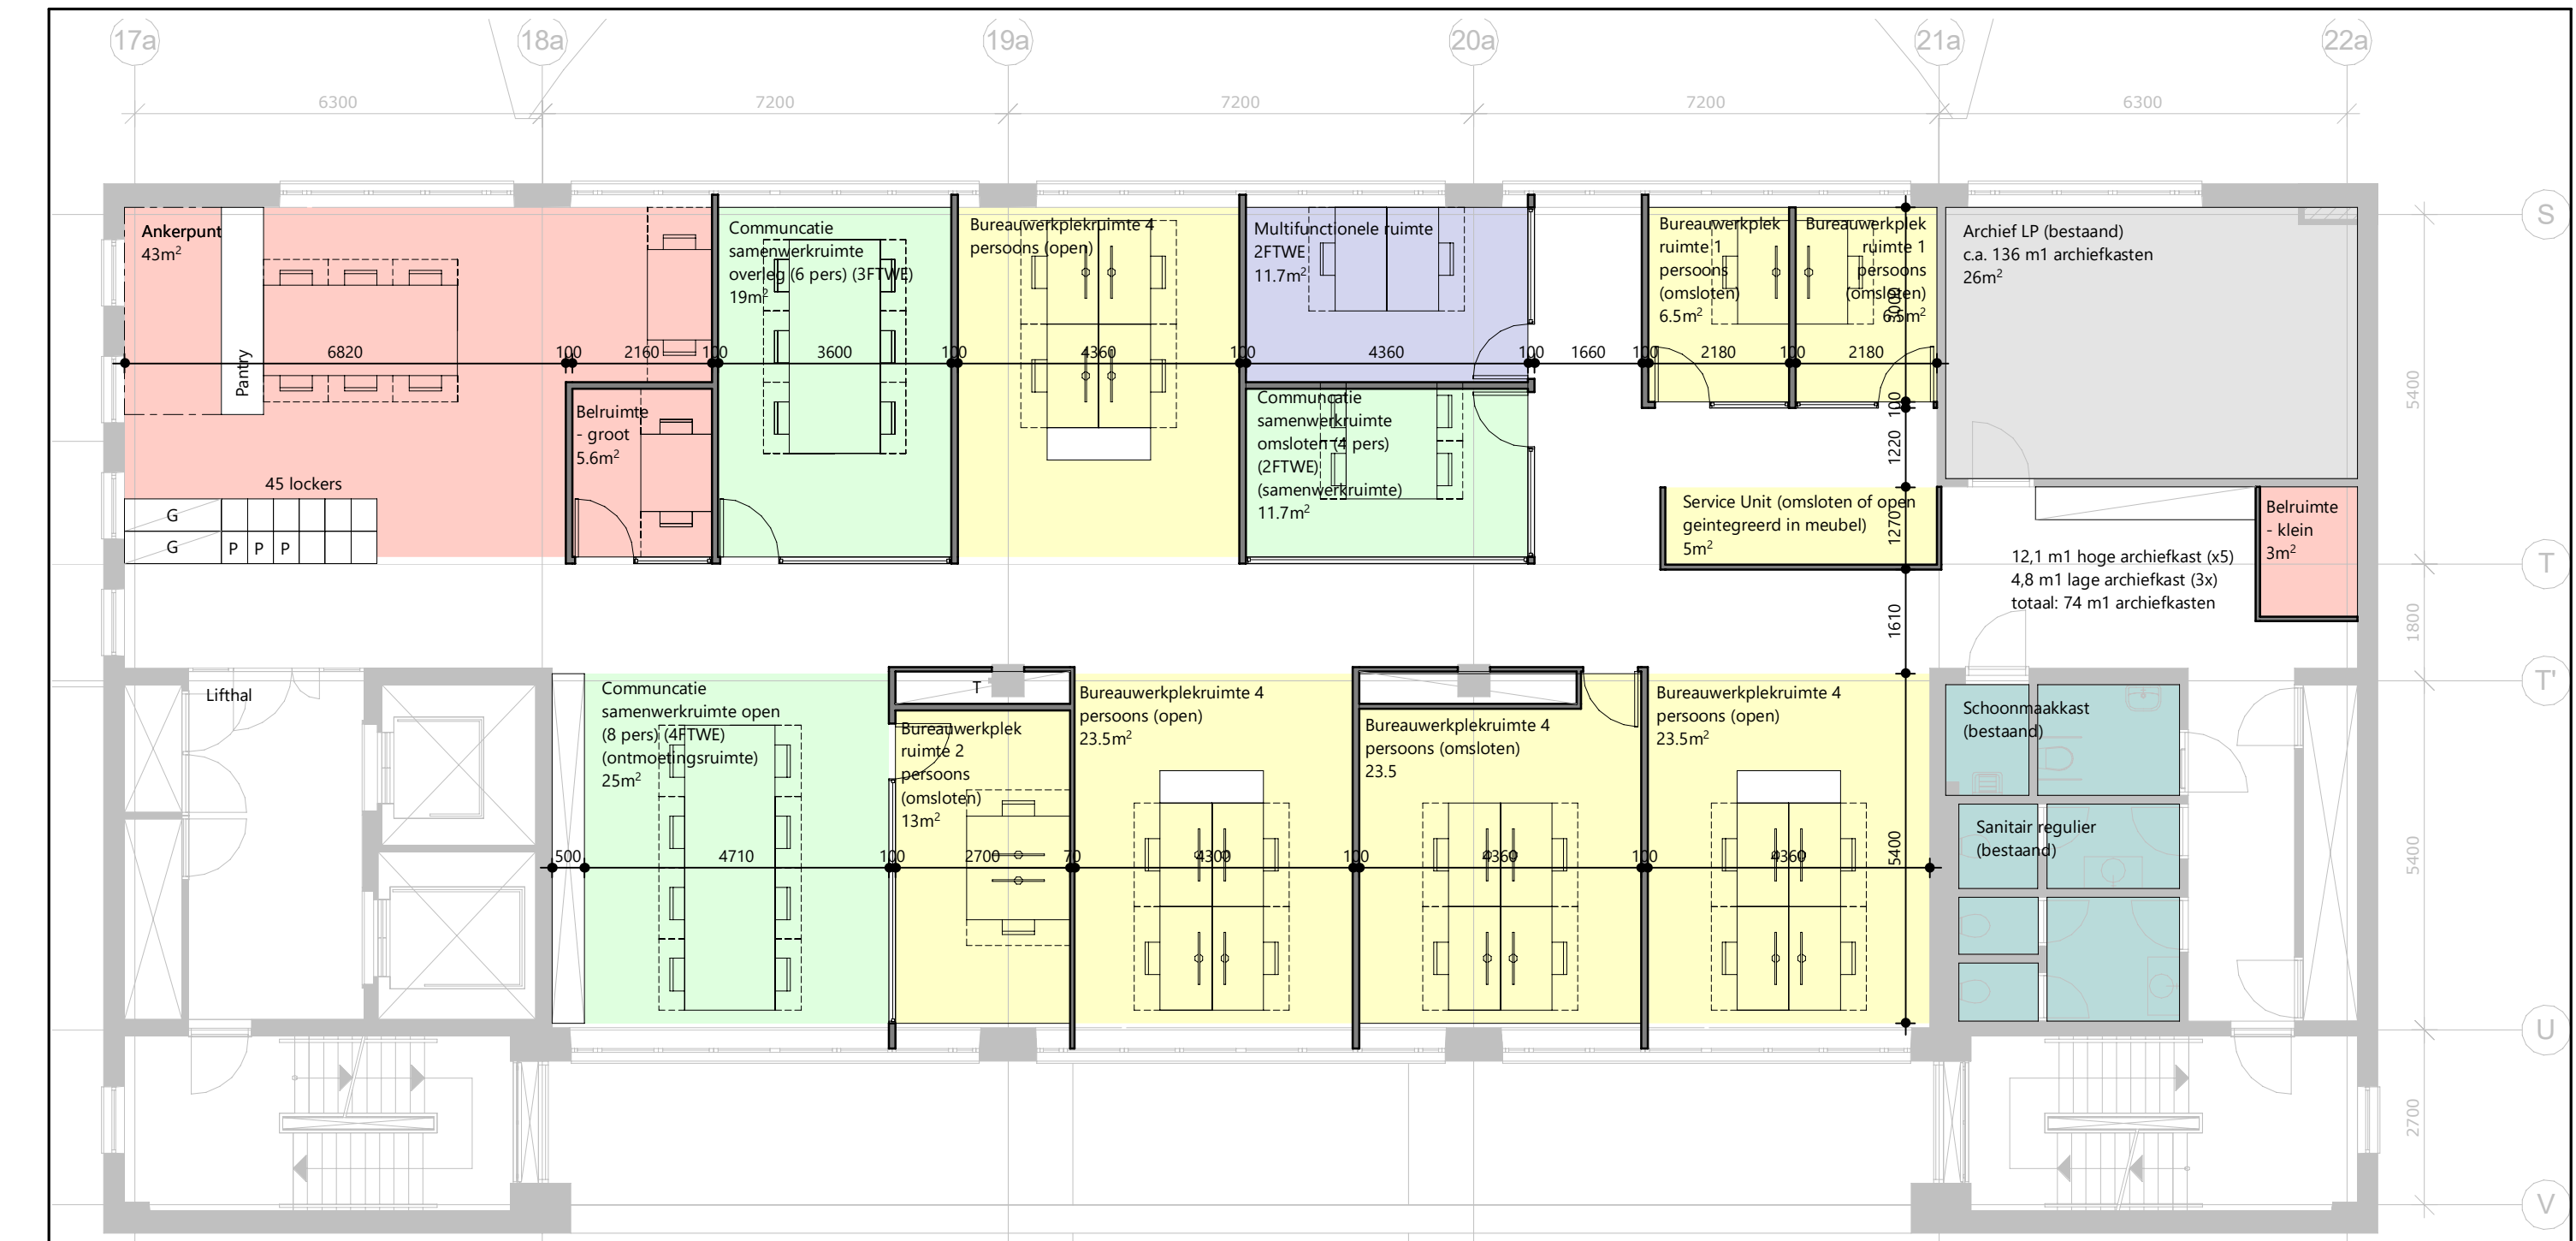 17a
18a
19a
20a
21a
22a
6300
7200
7200
7200
6300
S
T
T'
U
V
5400
1800
5400
2700
Ankerpunt
43m²
Pantry
45 lockers
G
G
P P P
Belruimte
- groot
5.6m²
Communcatie
samenwerkruimte
overleg (6 pers) (3FTWE)
19m²
Bureauwerkplekruimte 4
persoons (open)
Multifunctionele ruimte
2FTWE
11.7m²
Communcatie
samenwerkruimte
omsloten (4 pers)
(2FTWE)
(samenwerkruimte)
11.7m²
Bureauwerkplek
ruimte 1
persoons
(omsloten)
6.5m²
Bureauwerkplek
ruimte 1
persoons
(omsloten)
6.5m²
Archief LP (bestaand)
c.a. 136 m1 archiefkasten
26m²
6820
100
2160
100
3600
100
4360
100
4360
100
1660
100
2180
100
2180
3000
100
1220
1270
1610
5400
Service Unit (omsloten of open
geintegreerd in meubel)
5m²
Belruimte
- klein
3m²
12,1 m1 hoge archiefkast (x5)
4,8 m1 lage archiefkast (3x)
totaal: 74 m1 archiefkasten
Lifthal
Communcatie
samenwerkruimte open
(8 pers) (4FTWE)
(ontmoetingsruimte)
25m²
T
Bureauwerkplek
ruimte 2
persoons
(omsloten)
13m²
Bureauwerkplekruimte 4
persoons (open)
23.5m²
Bureauwerkplekruimte 4
persoons (omsloten)
23.5
Bureauwerkplekruimte 4
persoons (open)
23.5m²
Schoonmaakkast
(bestaand)
Sanitair regulier
(bestaand)
500
4710
100
2700
70
4300
100
4360
100
4360